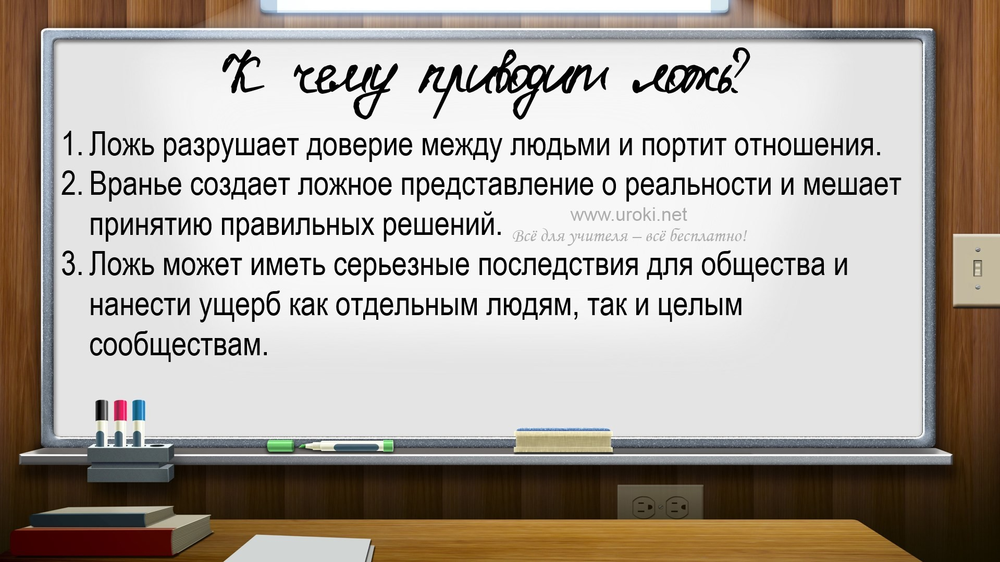 К чему приводит ложь?
1. Ложь разрушает доверие между людьми и портит отношения.
2. Вранье создает ложное представление о реальности и мешает
принятию правильных решений.
www.uroki.net
Всё для учителя – всё бесплатно!
3. Ложь может иметь серьезные последствия для общества и
нанести ущерб как отдельным людям, так и целым
сообществам.